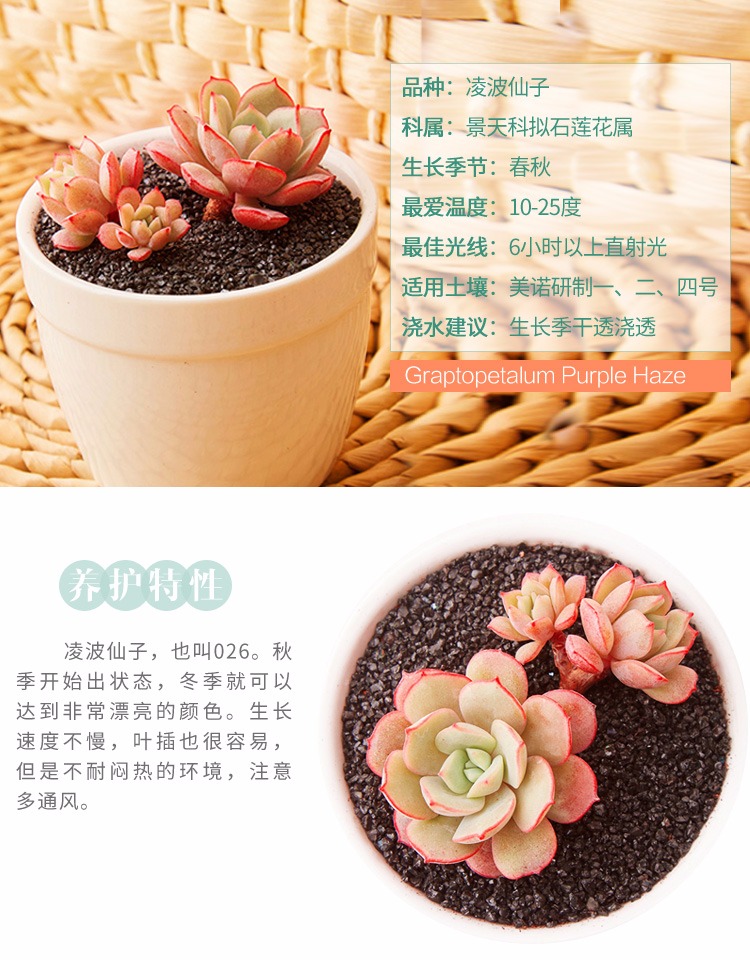 品种：凌波仙子
科属：景天科拟石莲花属
生长季节：春秋
最爱温度：10-25度
最佳光线：6小时以上直射光
适用土壤：美诺研制一、二、四号
浇水建议：生长季干透浇透
Graptopetalum Purple Haze
养护特性
凌波仙子，也叫026。秋
季开始出状态，冬季就可以
达到非常漂亮的颜色。生长
速度不慢，叶插也很容易，
但是不耐闷热的环境，注意
多通风。